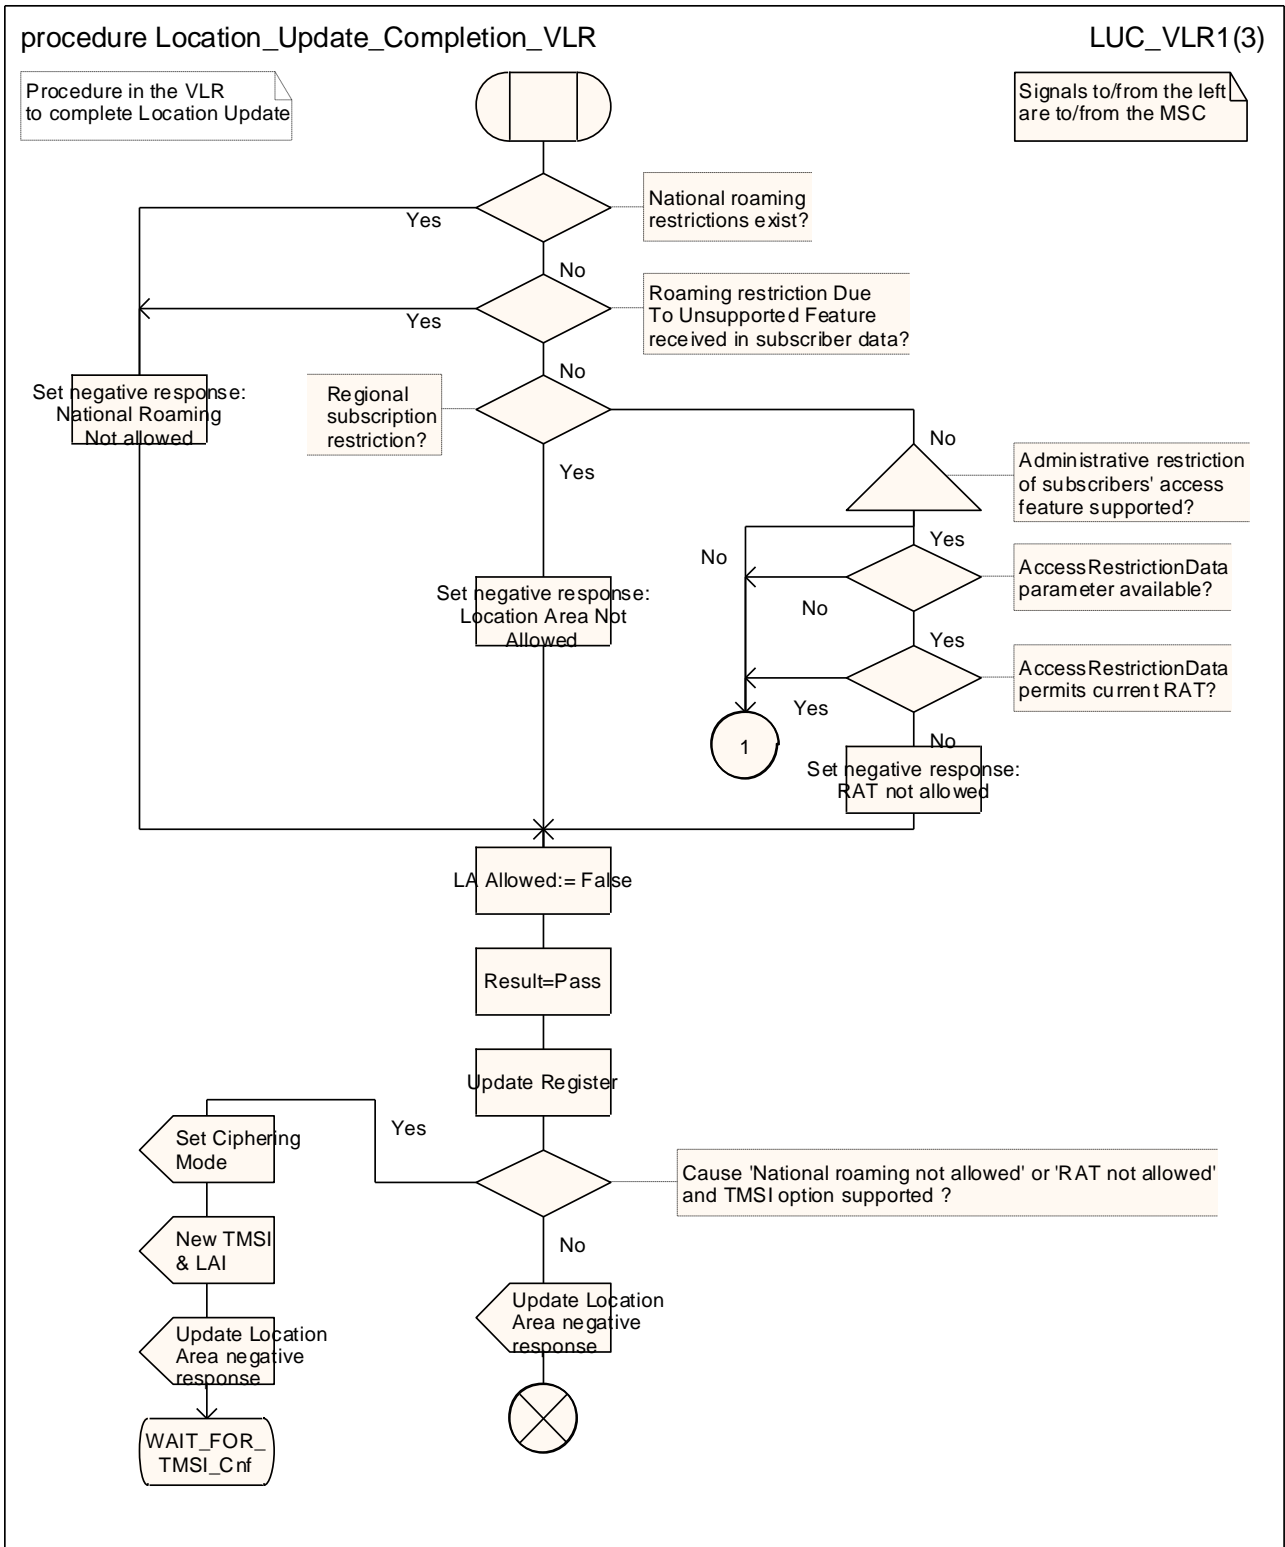 procedure Location_Update_Completion_VLR
LUC_VLR1(3)
Procedure in the VLR
to complete Location Update
Signals to/from the left
are to/from the MSC
National roaming
restrictions exist?
Yes
No
Roaming restriction Due
To Unsupported Feature
received in subscriber data?
Yes
No
Set negative response:
National Roaming
Not allowed
Regional
subscription
restriction?
No
Yes
Administrative restriction
of subscribers' access
feature supported?
Yes
No
AccessRestrictionData
parameter available?
No
Set negative response:
Location Area Not
Allowed
Yes
AccessRestrictionData
permits current RAT?
Yes
No
1
Set negative response:
RAT not allowed
LA Allowed:= False
Result=Pass
Update Register
Yes
Set Ciphering
Mode
Cause 'National roaming not allowed' or 'RAT not allowed'
and TMSI option supported ?
No
New TMSI
& LAI
Update Location
Area negative
response
Update Location
Area negative
response
WAIT_FOR_
TMSI_Cnf